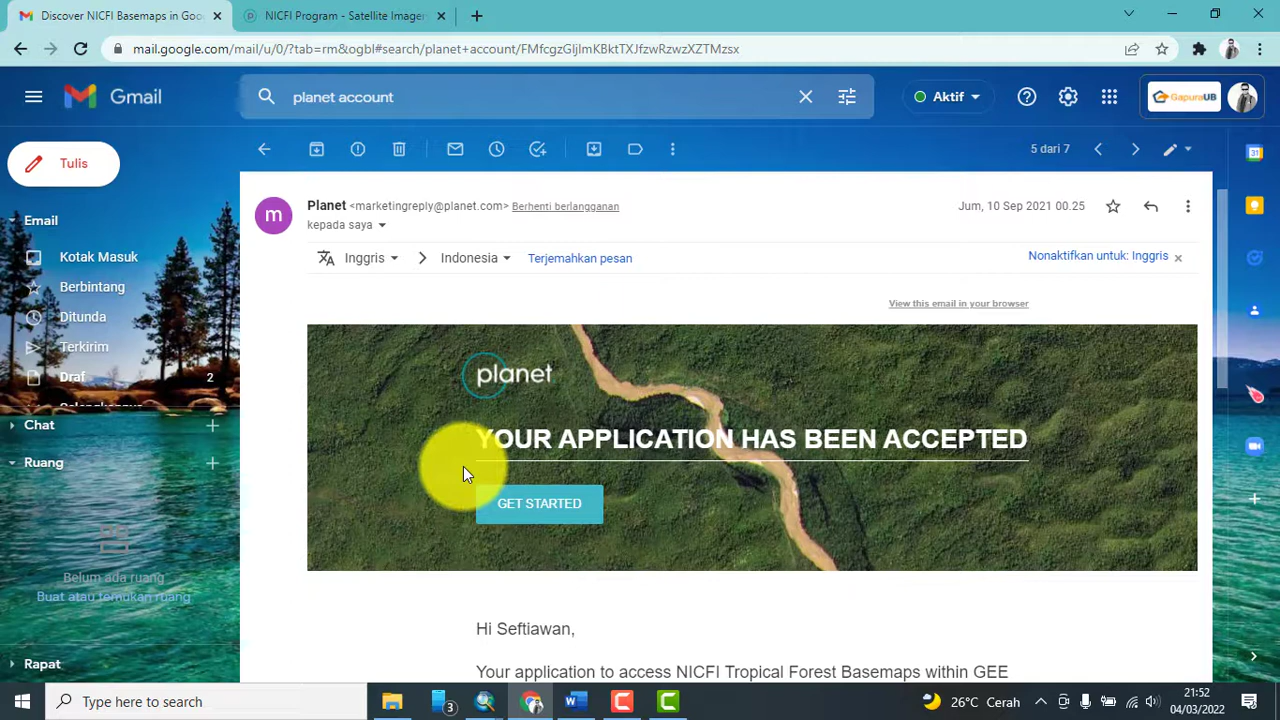 Discover NICFI Basemaps in Goo
NICFI Program - Satellite Imager
mail.google.com/mail/u/0/?tab=rm&ogbl#search/planet+account/FMfcgzGljlmKBktTXJfzwRzwzXZTMzsx
Gmail
planet account
Aktif
GapuraUB
Tulis
5 dari 7
Email
Kotak Masuk
Berbintang
Ditunda
Terkirim
Draf
2
Chat
Ruang
Belum ada ruang
Buat atau temukan ruang
Rapat
m
Planet <marketingreply@planet.com> Berhenti berlangganan
Jum, 10 Sep 2021 00.25
kepada saya
Inggris
Indonesia
Terjemahkan pesan
Nonaktifkan untuk: Inggris
View this email in your browser
planet
YOUR APPLICATION HAS BEEN ACCEPTED
GET STARTED
Hi Seftiawan,
Your application to access NICFI Tropical Forest Basemaps within GEE
Type here to search
3
26°C Cerah
21:52
04/03/2022